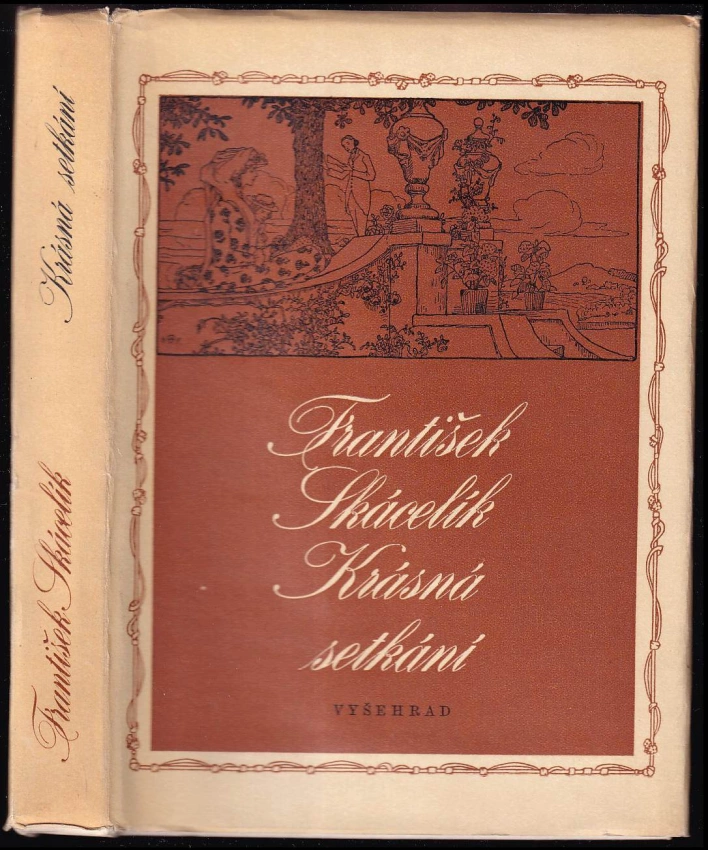 Krásná setkání
František Skácelík
František
Skácelík
Krásná
setkání
VYŠEHRAD